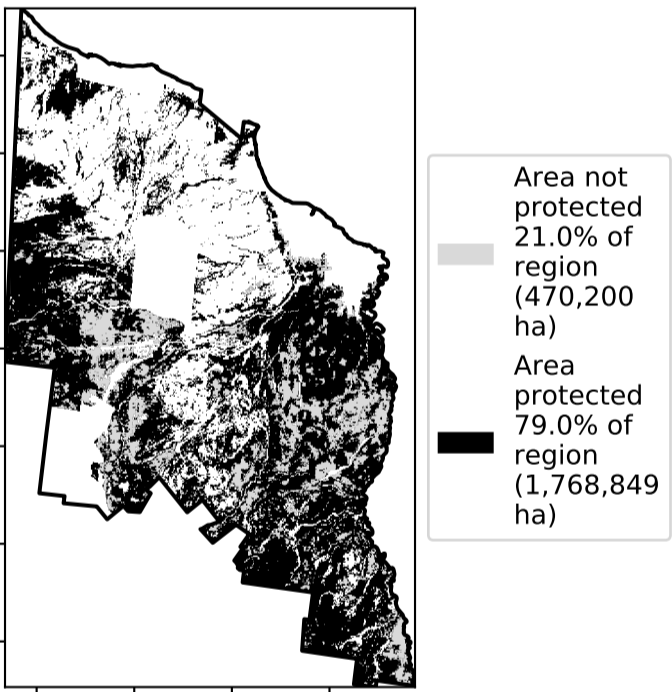 Area not
protected
21.0% of
region
(470,200
ha)
Area
protected
79.0% of
region
(1,768,849
ha)